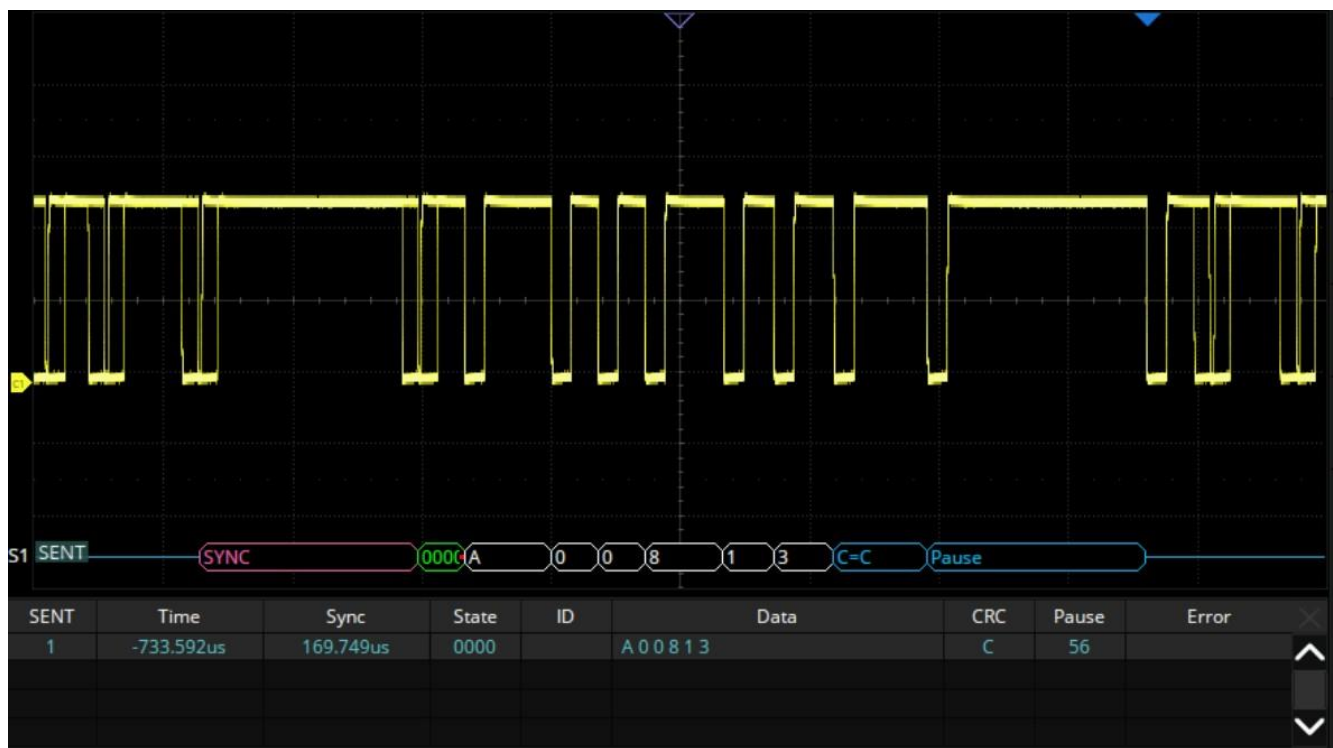 C1
S1 SENT SYNC 0000 A 0 0 8 1 3 C=C Pause
SENT Time Sync State ID Data CRC Pause Error
1 -733.592us 169.749us 0000 A 0 0 8 1 3 C 56